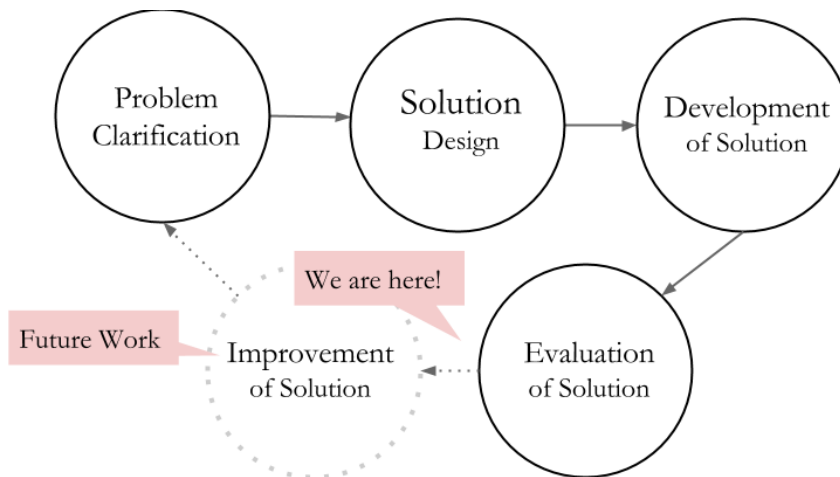 Problem
Clarification
Solution
Design
Development
of Solution
We are here!
Future Work
Improvement
of Solution
Evaluation
of Solution